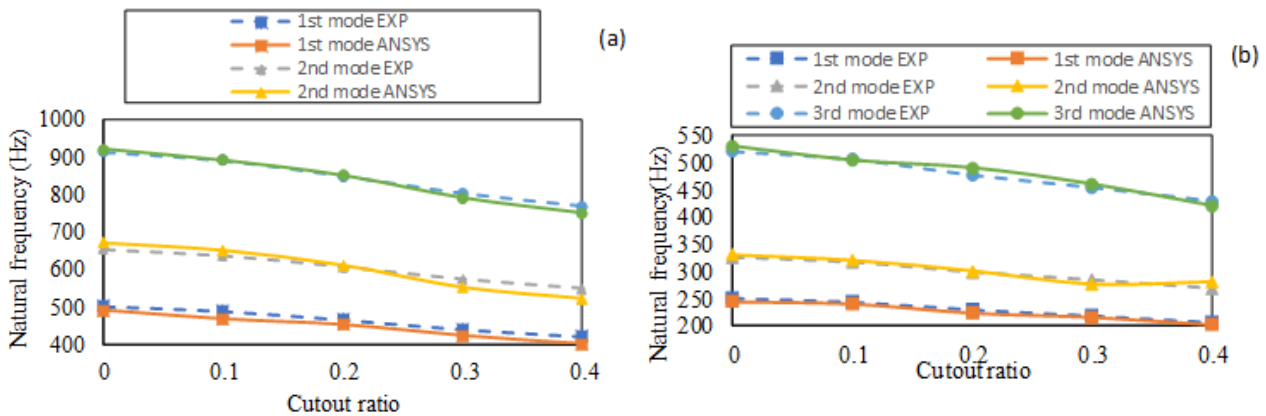 1st mode EXP
1st mode ANSYS
2nd mode EXP
2nd mode ANSYS
(a)
Natural frequency (Hz)
1000
900
800
700
600
500
400
0 0.1 0.2 0.3 0.4
Cutout ratio
1st mode EXP 1st mode ANSYS
2nd mode EXP 2nd mode ANSYS
3rd mode EXP 3rd mode ANSYS
(b)
Natural frequency(Hz)
550
500
450
400
350
300
250
200
0 0.1 0.2 0.3 0.4
Cutout ratio